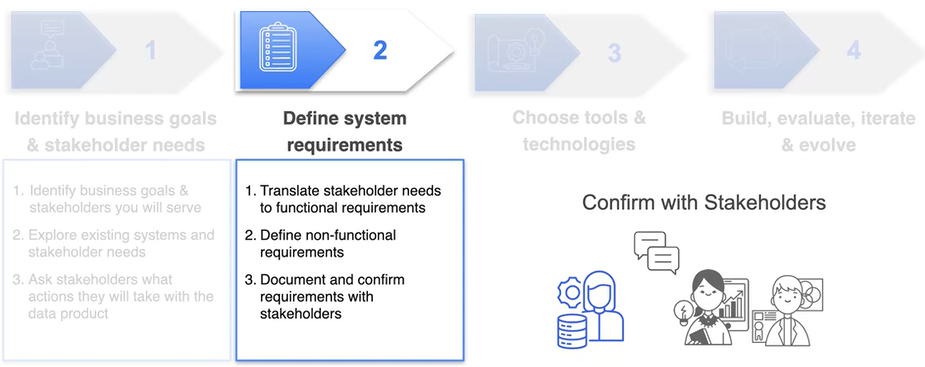 1
2
3
4
Identify business goals
& stakeholder needs
Define system
requirements
Choose tools &
technologies
Build, evaluate, iterate
& evolve
1. Identify business goals &
stakeholders you will serve
2. Explore existing systems and
stakeholder needs
3. Ask stakeholders what
actions they will take with the
data product
1. Translate stakeholder needs
to functional requirements
2. Define non-functional
requirements
3. Document and confirm
requirements with
stakeholders
Confirm with Stakeholders